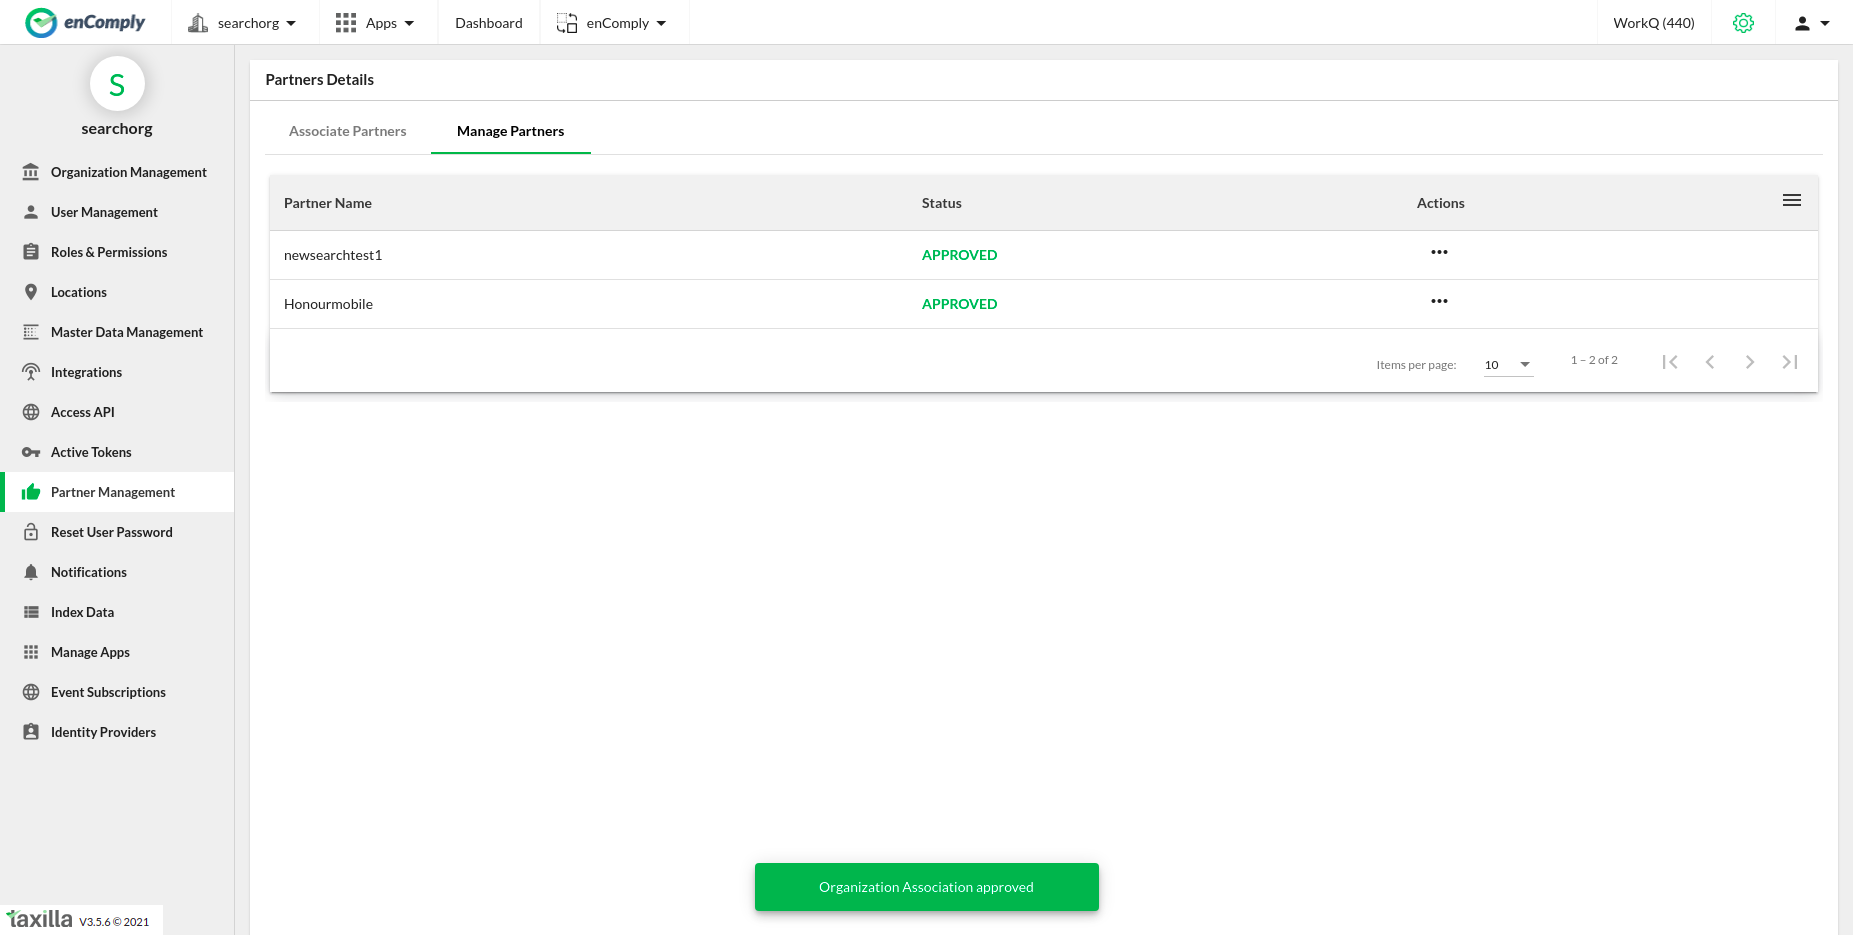 enComply
searchorg
Apps
Dashboard
enComply
WorkQ (440)
S
searchorg
Organization Management
User Management
Roles & Permissions
Locations
Master Data Management
Integrations
Access API
Active Tokens
Partner Management
Reset User Password
Notifications
Index Data
Manage Apps
Event Subscriptions
Identity Providers
taxilla V3.5.6 © 2021
Partners Details
Associate Partners
Manage Partners
Partner Name Status Actions
newsearchtest1 APPROVED
Honourmobile APPROVED
Items per page: 10 1 – 2 of 2
Organization Association approved